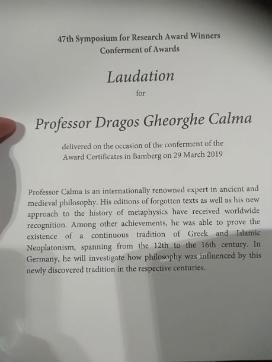 47th Symposium for Research Award Winners
Conferment of Awards
Laudation
for
Professor Dragos Gheorghe Calma
delivered on the occasion of the conferment of the
Award Certificates in Bamberg on 29 March 2019
Professor Calma is an internationally renowned expert in ancient and
medieval philosophy. His editions of forgotten texts as well as his new
approach to the history of metaphysics have received worldwide
recognition. Among other achievements, he was able to prove the
existence of a continuous tradition of Greek and Islamic
Neoplatonism, spanning from the 12th to the 16th century. In
Germany, he will investigate how philosophy was influenced by this
newly discovered tradition in the respective centuries.